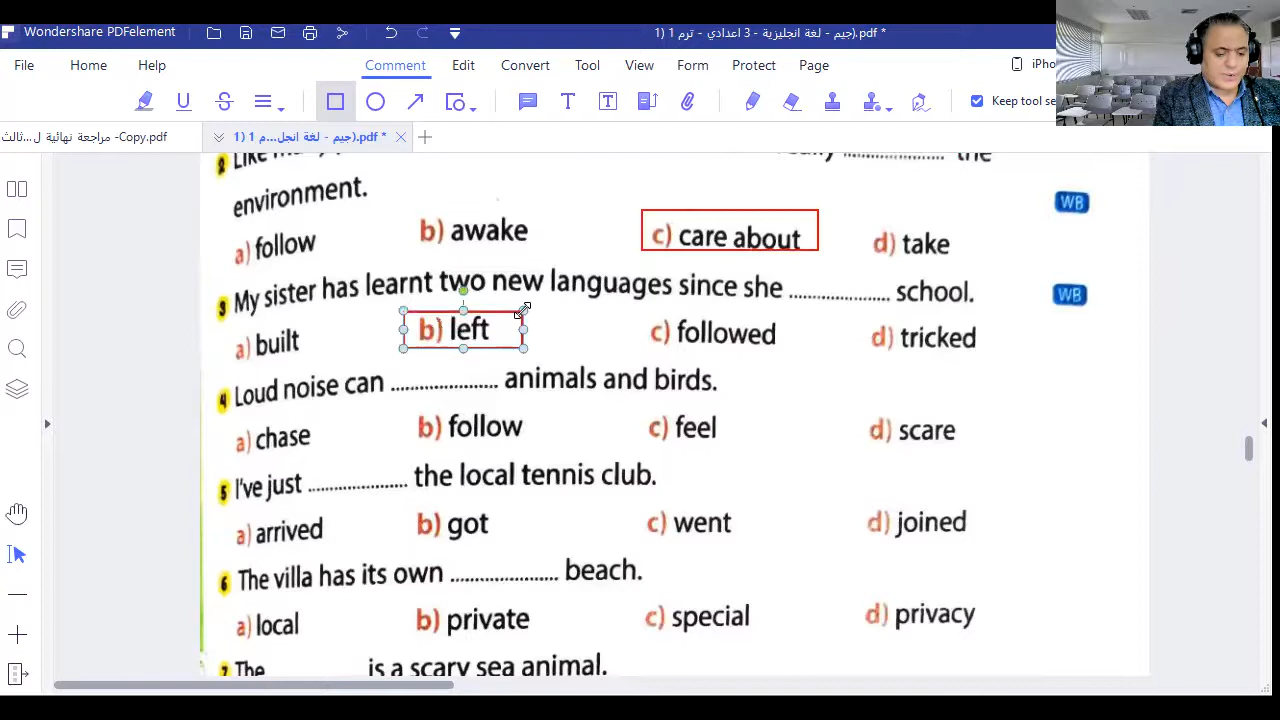 Wondershare PDFelement
(جيم - لغة انجليزية - 3 اعدادي - ترم 1 (1.pdf *
File Home Help Comment Edit Convert Tool View Form Protect Page
iPho
Keep tool se
مراجعة نهائية ل...ثالث -Copy.pdf
(جيم - لغة انجل...م 1 (1.pdf *
2 Like the
environment.
WB
a) follow b) awake c) care about d) take
3 My sister has learnt two new languages since she .................... school.
WB
a) built b) left c) followed d) tricked
4 Loud noise can ..................... animals and birds.
a) chase b) follow c) feel d) scare
5 I've just .................... the local tennis club.
a) arrived b) got c) went d) joined
6 The villa has its own ..................... beach.
a) local b) private c) special d) privacy
7 The is a scary sea animal.